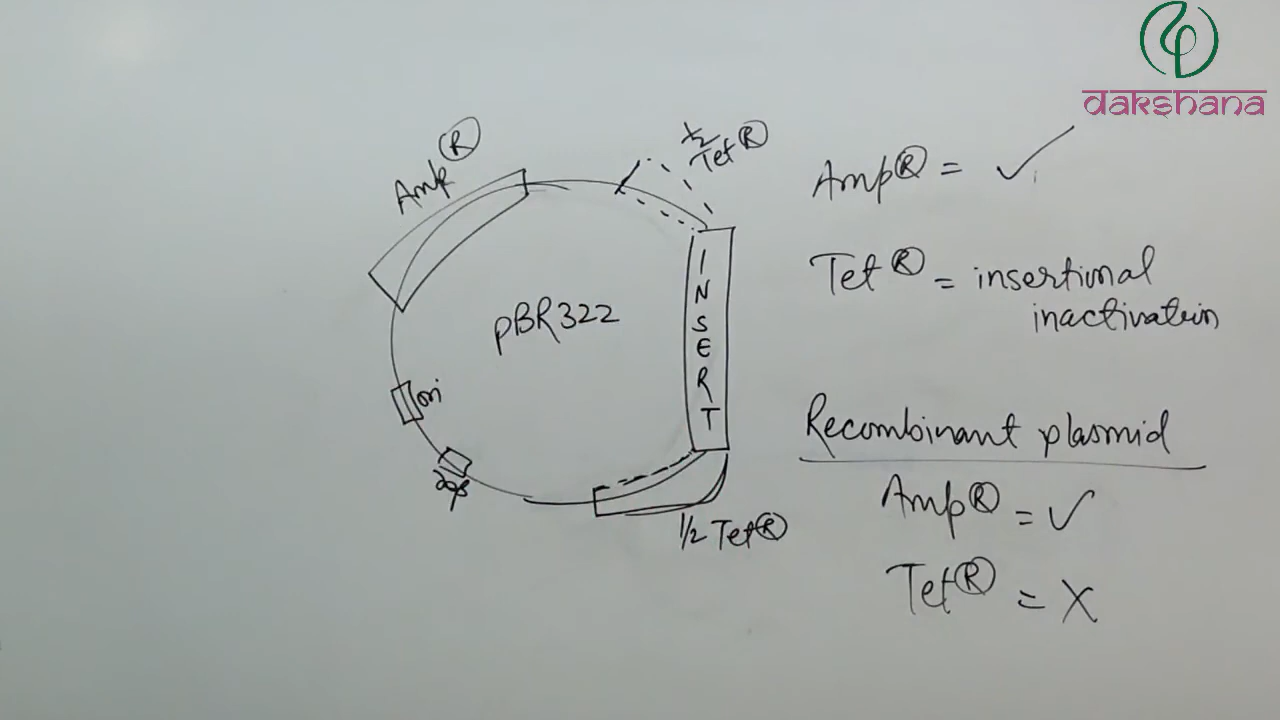 dakshana
Amp Ⓡ
½ Tet Ⓡ
pBR322
INSERT
ori
rop
½ Tet Ⓡ
Amp Ⓡ = ✓
Tet Ⓡ = insertional
inactivation
Recombinant plasmid
Amp Ⓡ = ✓
Tet Ⓡ = X